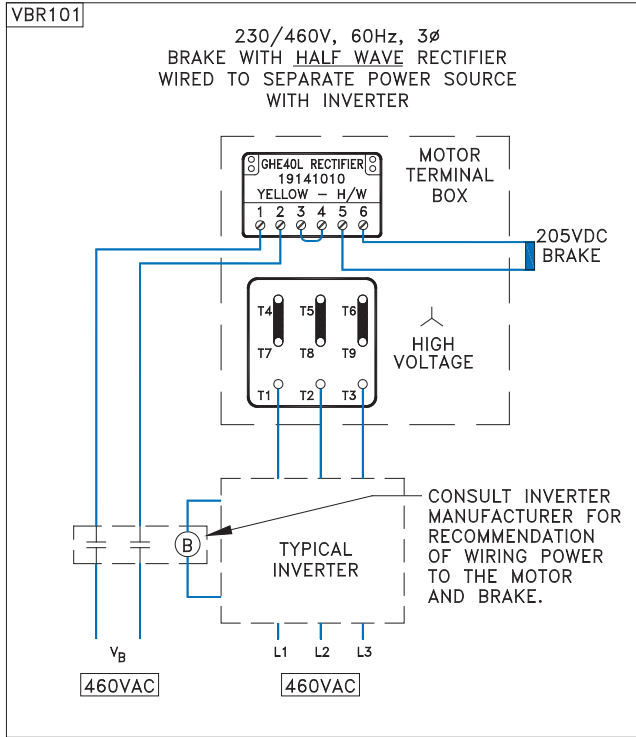 VBR101
230/460V, 60Hz, 3Ø
BRAKE WITH HALF WAVE RECTIFIER
WIRED TO SEPARATE POWER SOURCE
WITH INVERTER
GHE40L RECTIFIER
19141010
YELLOW - H/W
1 2 3 4 5 6
MOTOR
TERMINAL
BOX
205VDC
BRAKE
T4 T5 T6
T7 T8 T9
T1 T2 T3
HIGH
VOLTAGE
B
TYPICAL
INVERTER
CONSULT INVERTER
MANUFACTURER FOR
RECOMMENDATION
OF WIRING POWER
TO THE MOTOR
AND BRAKE.
VB
L1 L2 L3
460VAC
460VAC